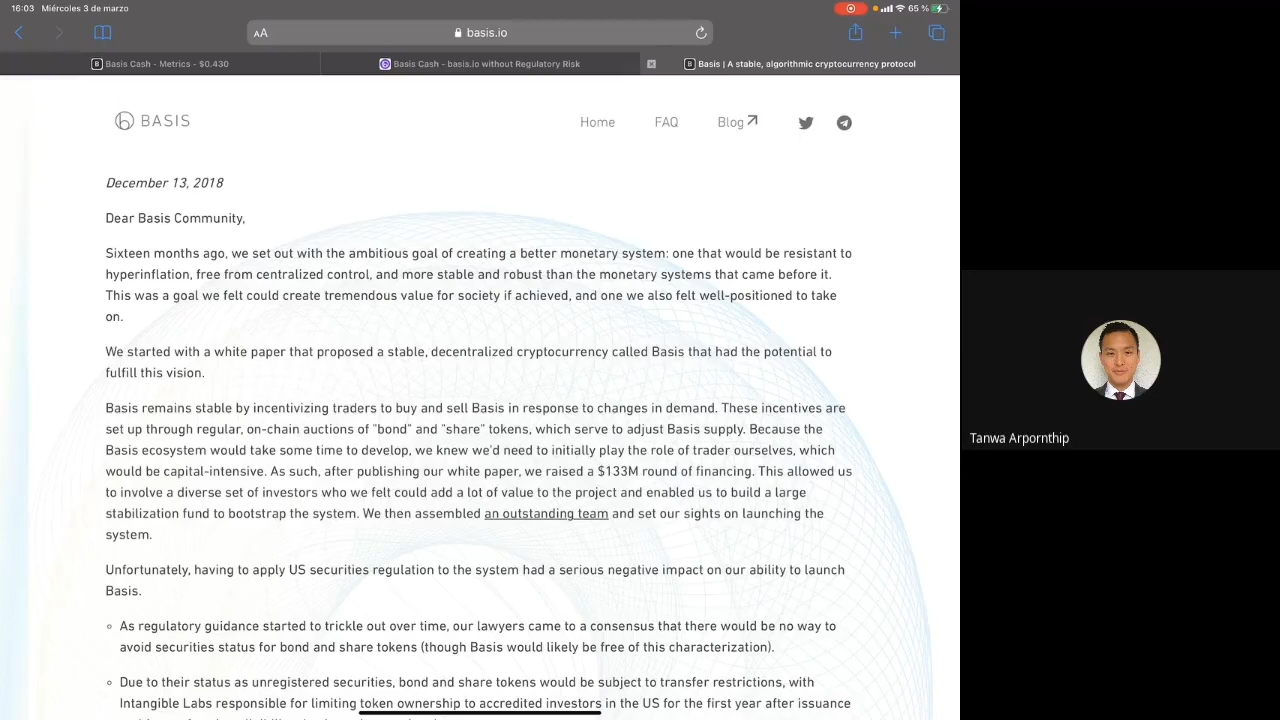 16:03 Miércoles 3 de marzo
65 %
AA
basis.io
Basis Cash - Metrics - $0.430
Basis Cash - basis.io without Regulatory Risk
Basis | A stable, algorithmic cryptocurrency protocol
BASIS
Home FAQ Blog
December 13, 2018
Dear Basis Community,
Sixteen months ago, we set out with the ambitious goal of creating a better monetary system: one that would be resistant to
hyperinflation, free from centralized control, and more stable and robust than the monetary systems that came before it.
This was a goal we felt could create tremendous value for society if achieved, and one we also felt well-positioned to take
on.
We started with a white paper that proposed a stable, decentralized cryptocurrency called Basis that had the potential to
fulfill this vision.
Basis remains stable by incentivizing traders to buy and sell Basis in response to changes in demand. These incentives are
set up through regular, on-chain auctions of "bond" and "share" tokens, which serve to adjust Basis supply. Because the
Basis ecosystem would take some time to develop, we knew we'd need to initially play the role of trader ourselves, which
would be capital-intensive. As such, after publishing our white paper, we raised a $133M round of financing. This allowed us
to involve a diverse set of investors who we felt could add a lot of value to the project and enabled us to build a large
stabilization fund to bootstrap the system. We then assembled an outstanding team and set our sights on launching the
system.
Unfortunately, having to apply US securities regulation to the system had a serious negative impact on our ability to launch
Basis.
As regulatory guidance started to trickle out over time, our lawyers came to a consensus that there would be no way to
avoid securities status for bond and share tokens (though Basis would likely be free of this characterization).
Due to their status as unregistered securities, bond and share tokens would be subject to transfer restrictions, with
Intangible Labs responsible for limiting token ownership to accredited investors in the US for the first year after issuance
Tanwa Arpornthip